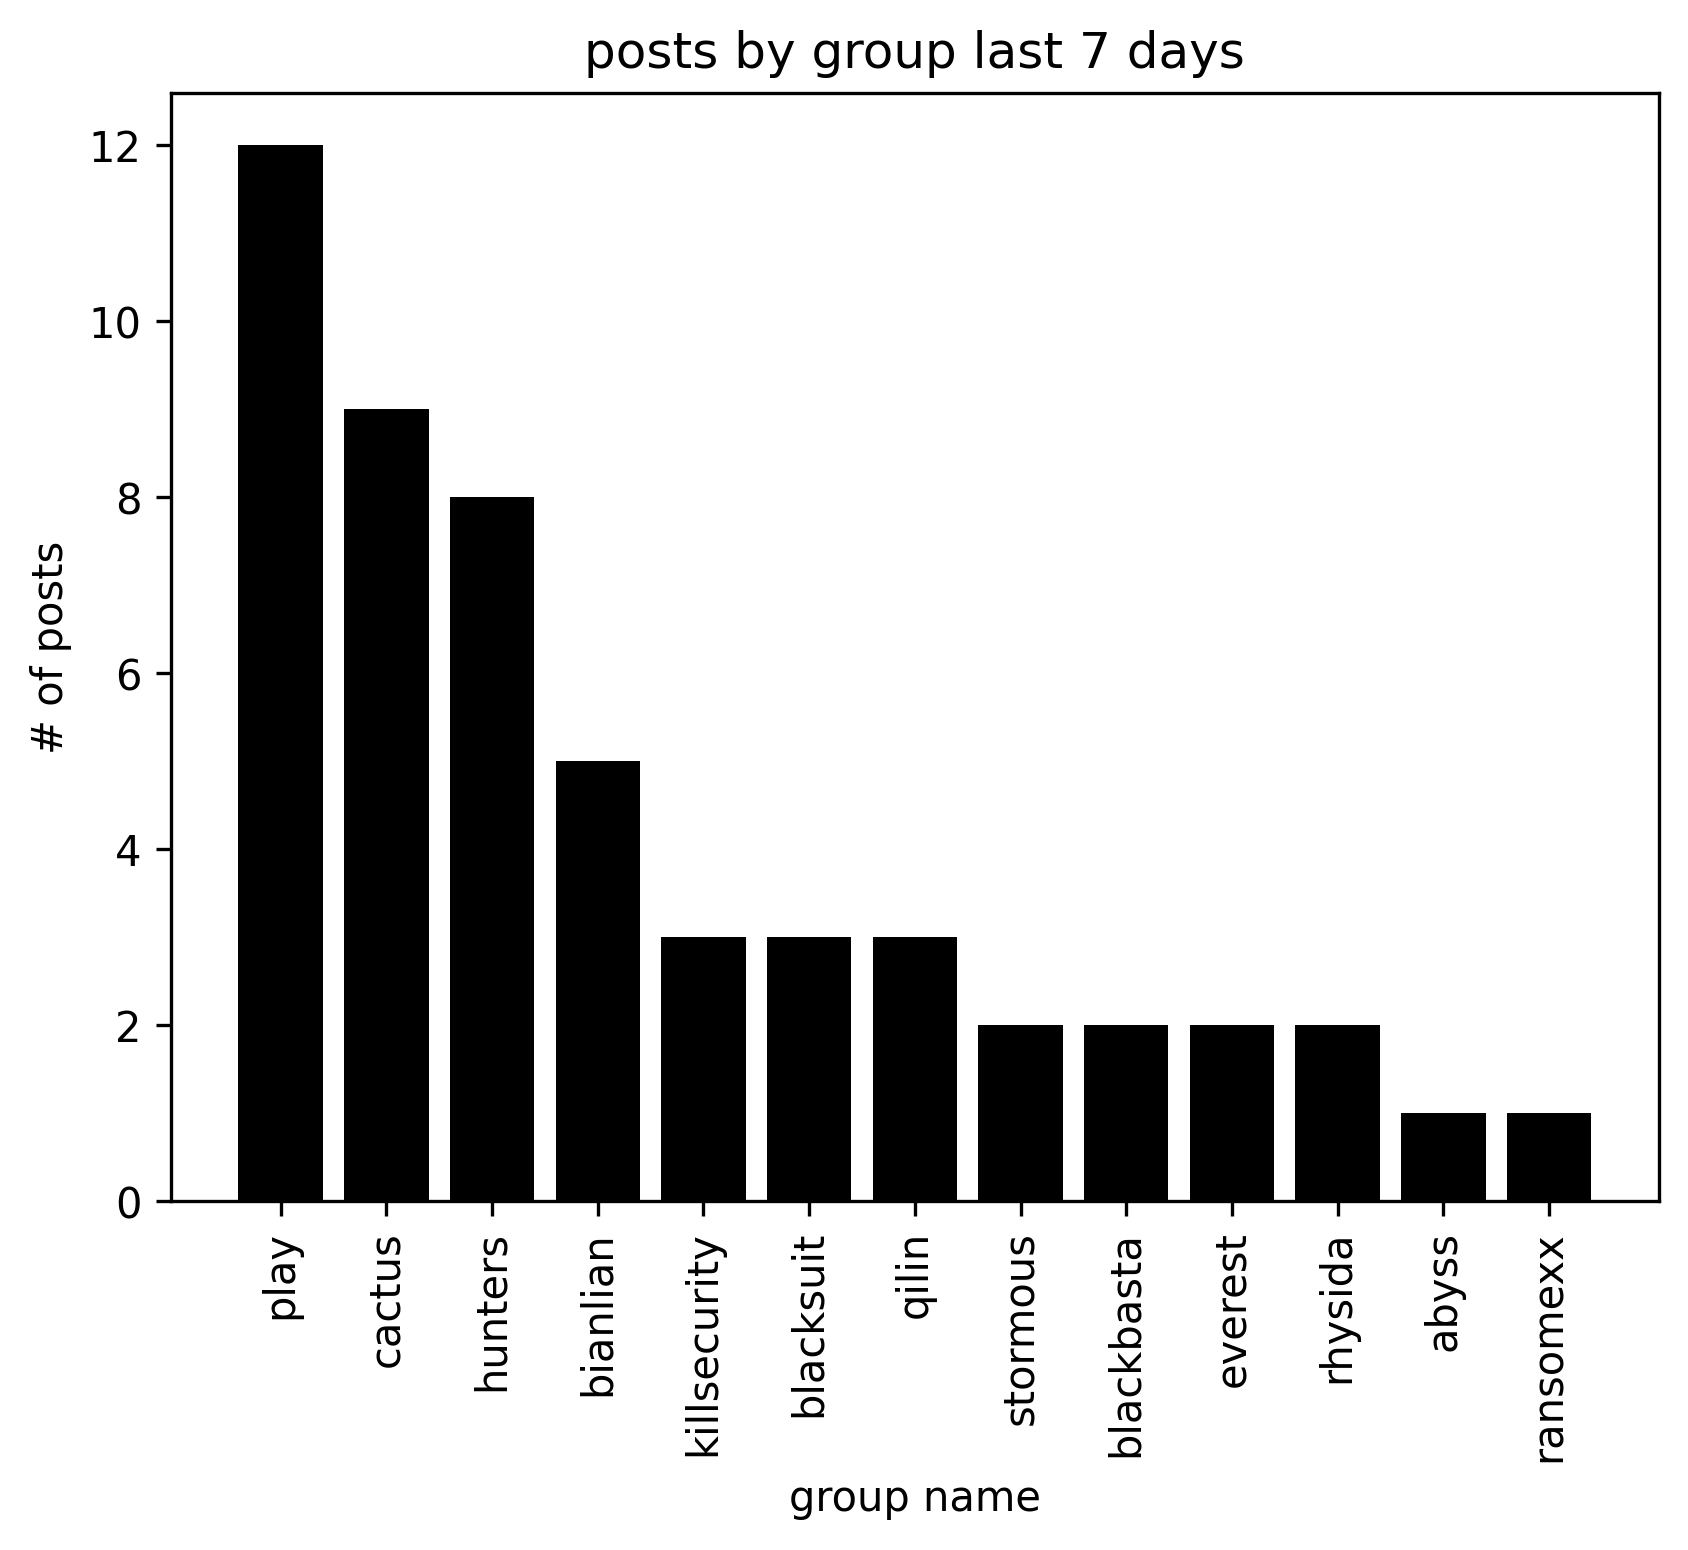 posts by group last 7 days
12
10
8
6
4
2
0
# of posts
play
cactus
hunters
bianlian
killsecurity
blacksuit
qilin
stormous
blackbasta
everest
rhysida
abyss
ransomexx
group name